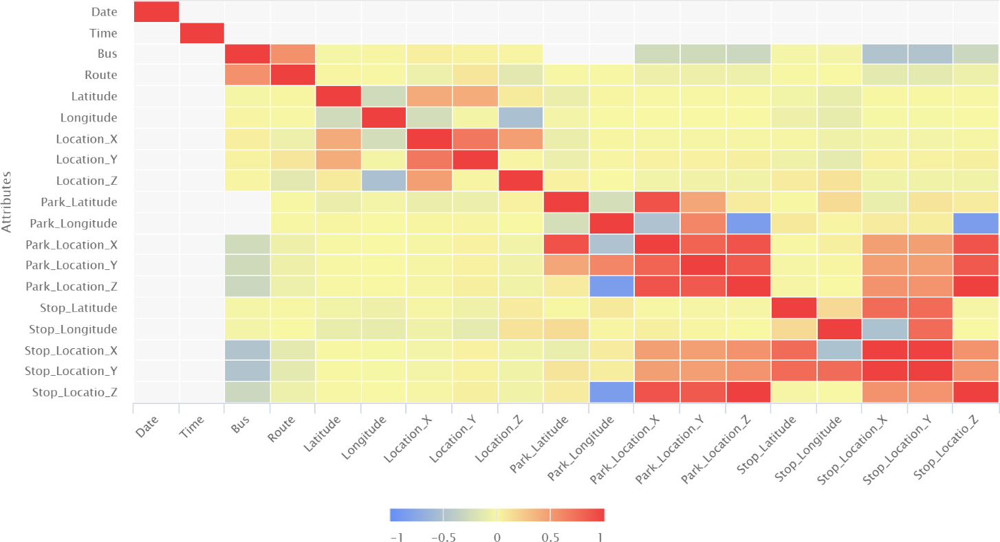 Attributes
Date
Time
Bus
Route
Latitude
Longitude
Location_X
Location_Y
Location_Z
Park_Latitude
Park_Longitude
Park_Location_X
Park_Location_Y
Park_Location_Z
Stop_Latitude
Stop_Longitude
Stop_Location_X
Stop_Location_Y
Stop_Locatio_Z
Date Time Bus Route Latitude Longitude Location_X Location_Y Location_Z Park_Latitude Park_Longitude Park_Location_X Park_Location_Y Park_Location_Z Stop_Latitude Stop_Longitude Stop_Location_X Stop_Location_Y Stop_Locatio_Z
-1 -0.5 0 0.5 1